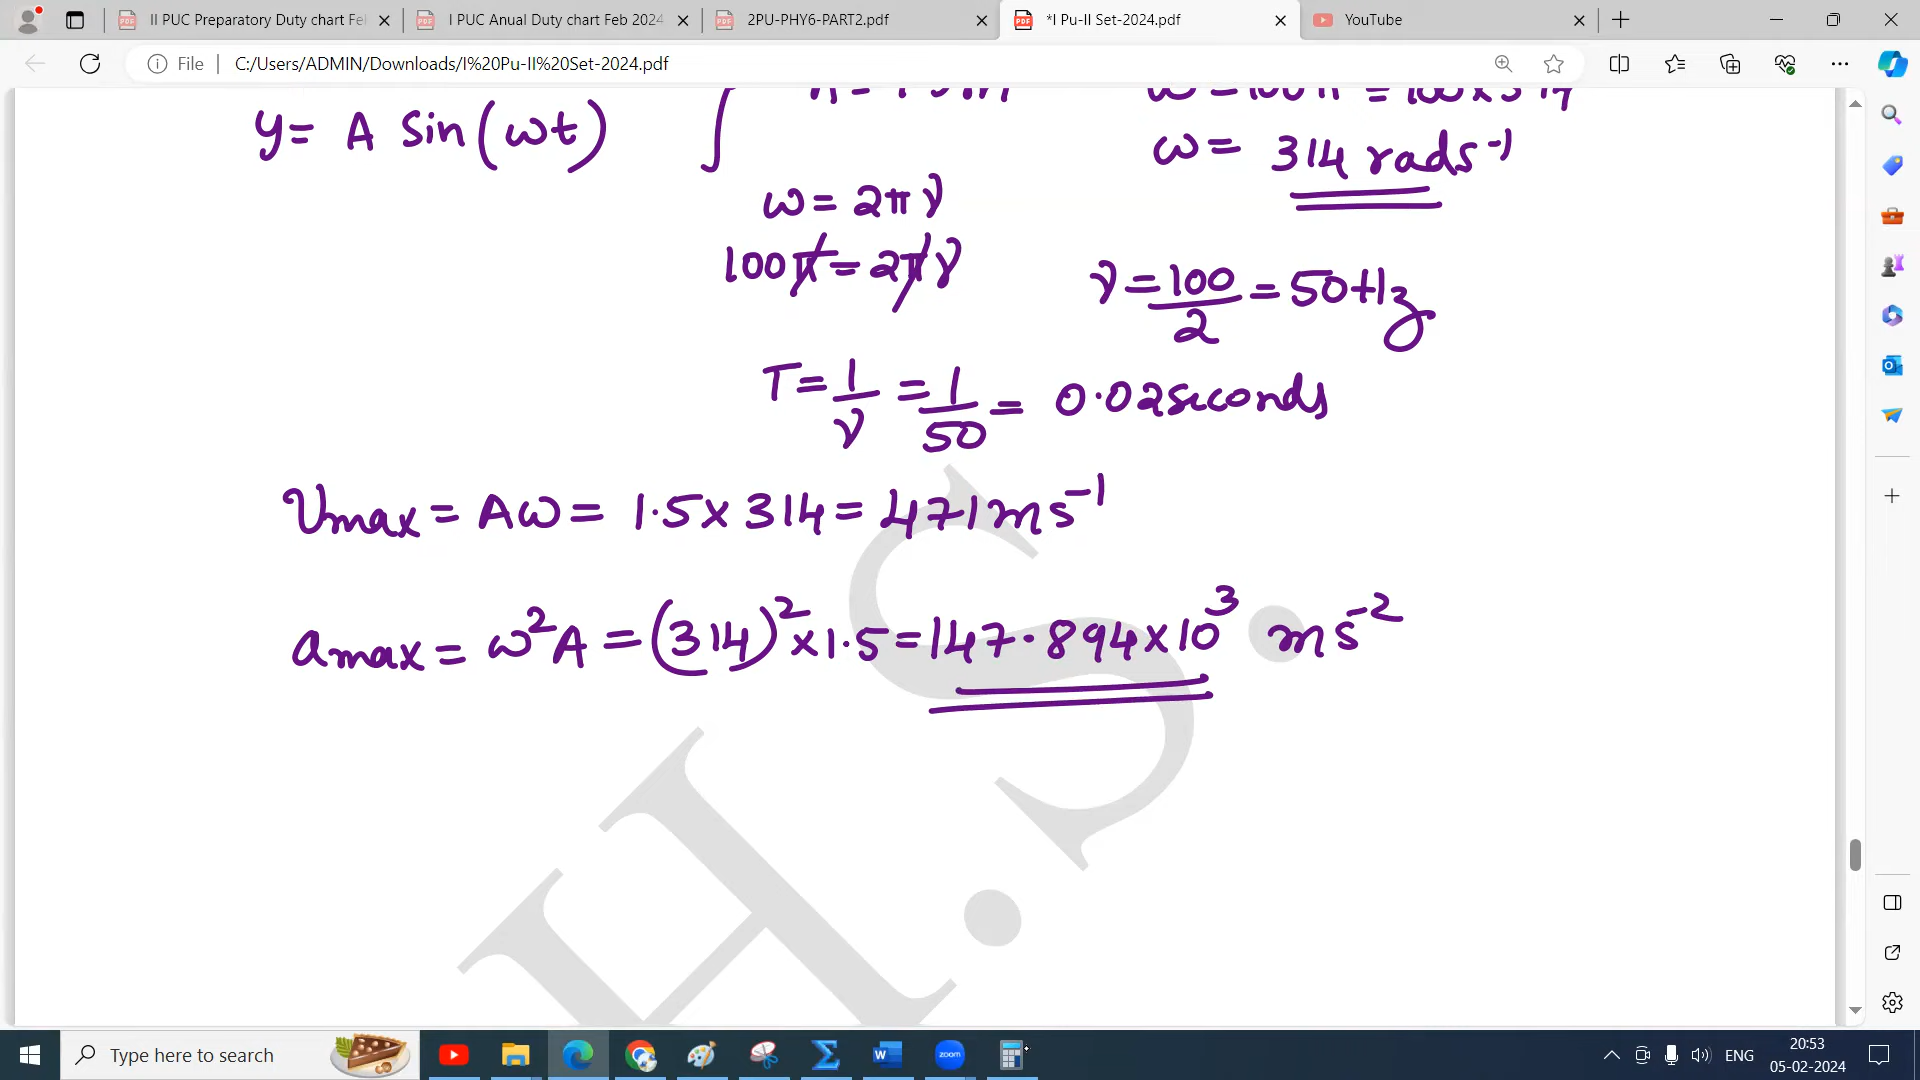 II PUC Preparatory Duty chart Fe
I PUC Anual Duty chart Feb 2024
2PU-PHY6-PART2.pdf
*I Pu-II Set-2024.pdf
YouTube
File
C:/Users/ADMIN/Downloads/I%20Pu-II%20Set-2024.pdf
y= A Sin(ωt)
ω= 314 rads⁻¹
ω= 2πν
100π= 2πν
ν=100/2=50Hz
T=1/ν=1/50= 0.02seconds
Vmax= Aω= 1.5x314=471ms⁻¹
amax= ω²A=(314)²x1.5=147.894x10³ ms⁻²
H.S.
Type here to search
zoom
ENG
20:53
05-02-2024